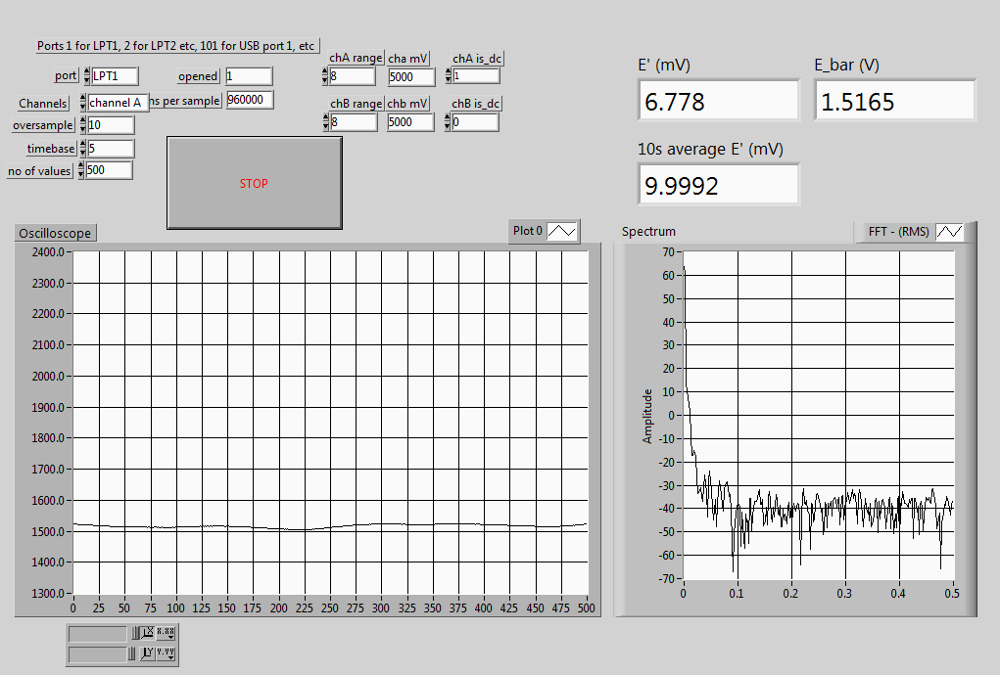 Ports 1 for LPT1, 2 for LPT2 etc, 101 for USB port 1, etc
port LPT1 opened 1
Channels channel A ns per sample 960000
oversample 10
timebase 5
no of values 500
chA range cha mV chA is_dc
8 5000 1
chB range chb mV chB is_dc
8 5000 0
STOP
E' (mV) E_bar (V)
6.778 1.5165
10s average E' (mV)
9.9992
Oscilloscope Plot 0
2400.0
2300.0
2200.0
2100.0
2000.0
1900.0
1800.0
1700.0
1600.0
1500.0
1400.0
1300.0
0 25 50 75 100 125 150 175 200 225 250 275 300 325 350 375 400 425 450 475 500
Spectrum FFT - (RMS)
Amplitude
70
60
50
40
30
20
10
0
-10
-20
-30
-40
-50
-60
-70
0 0.1 0.2 0.3 0.4 0.5
X X.XX
Y Y.YY